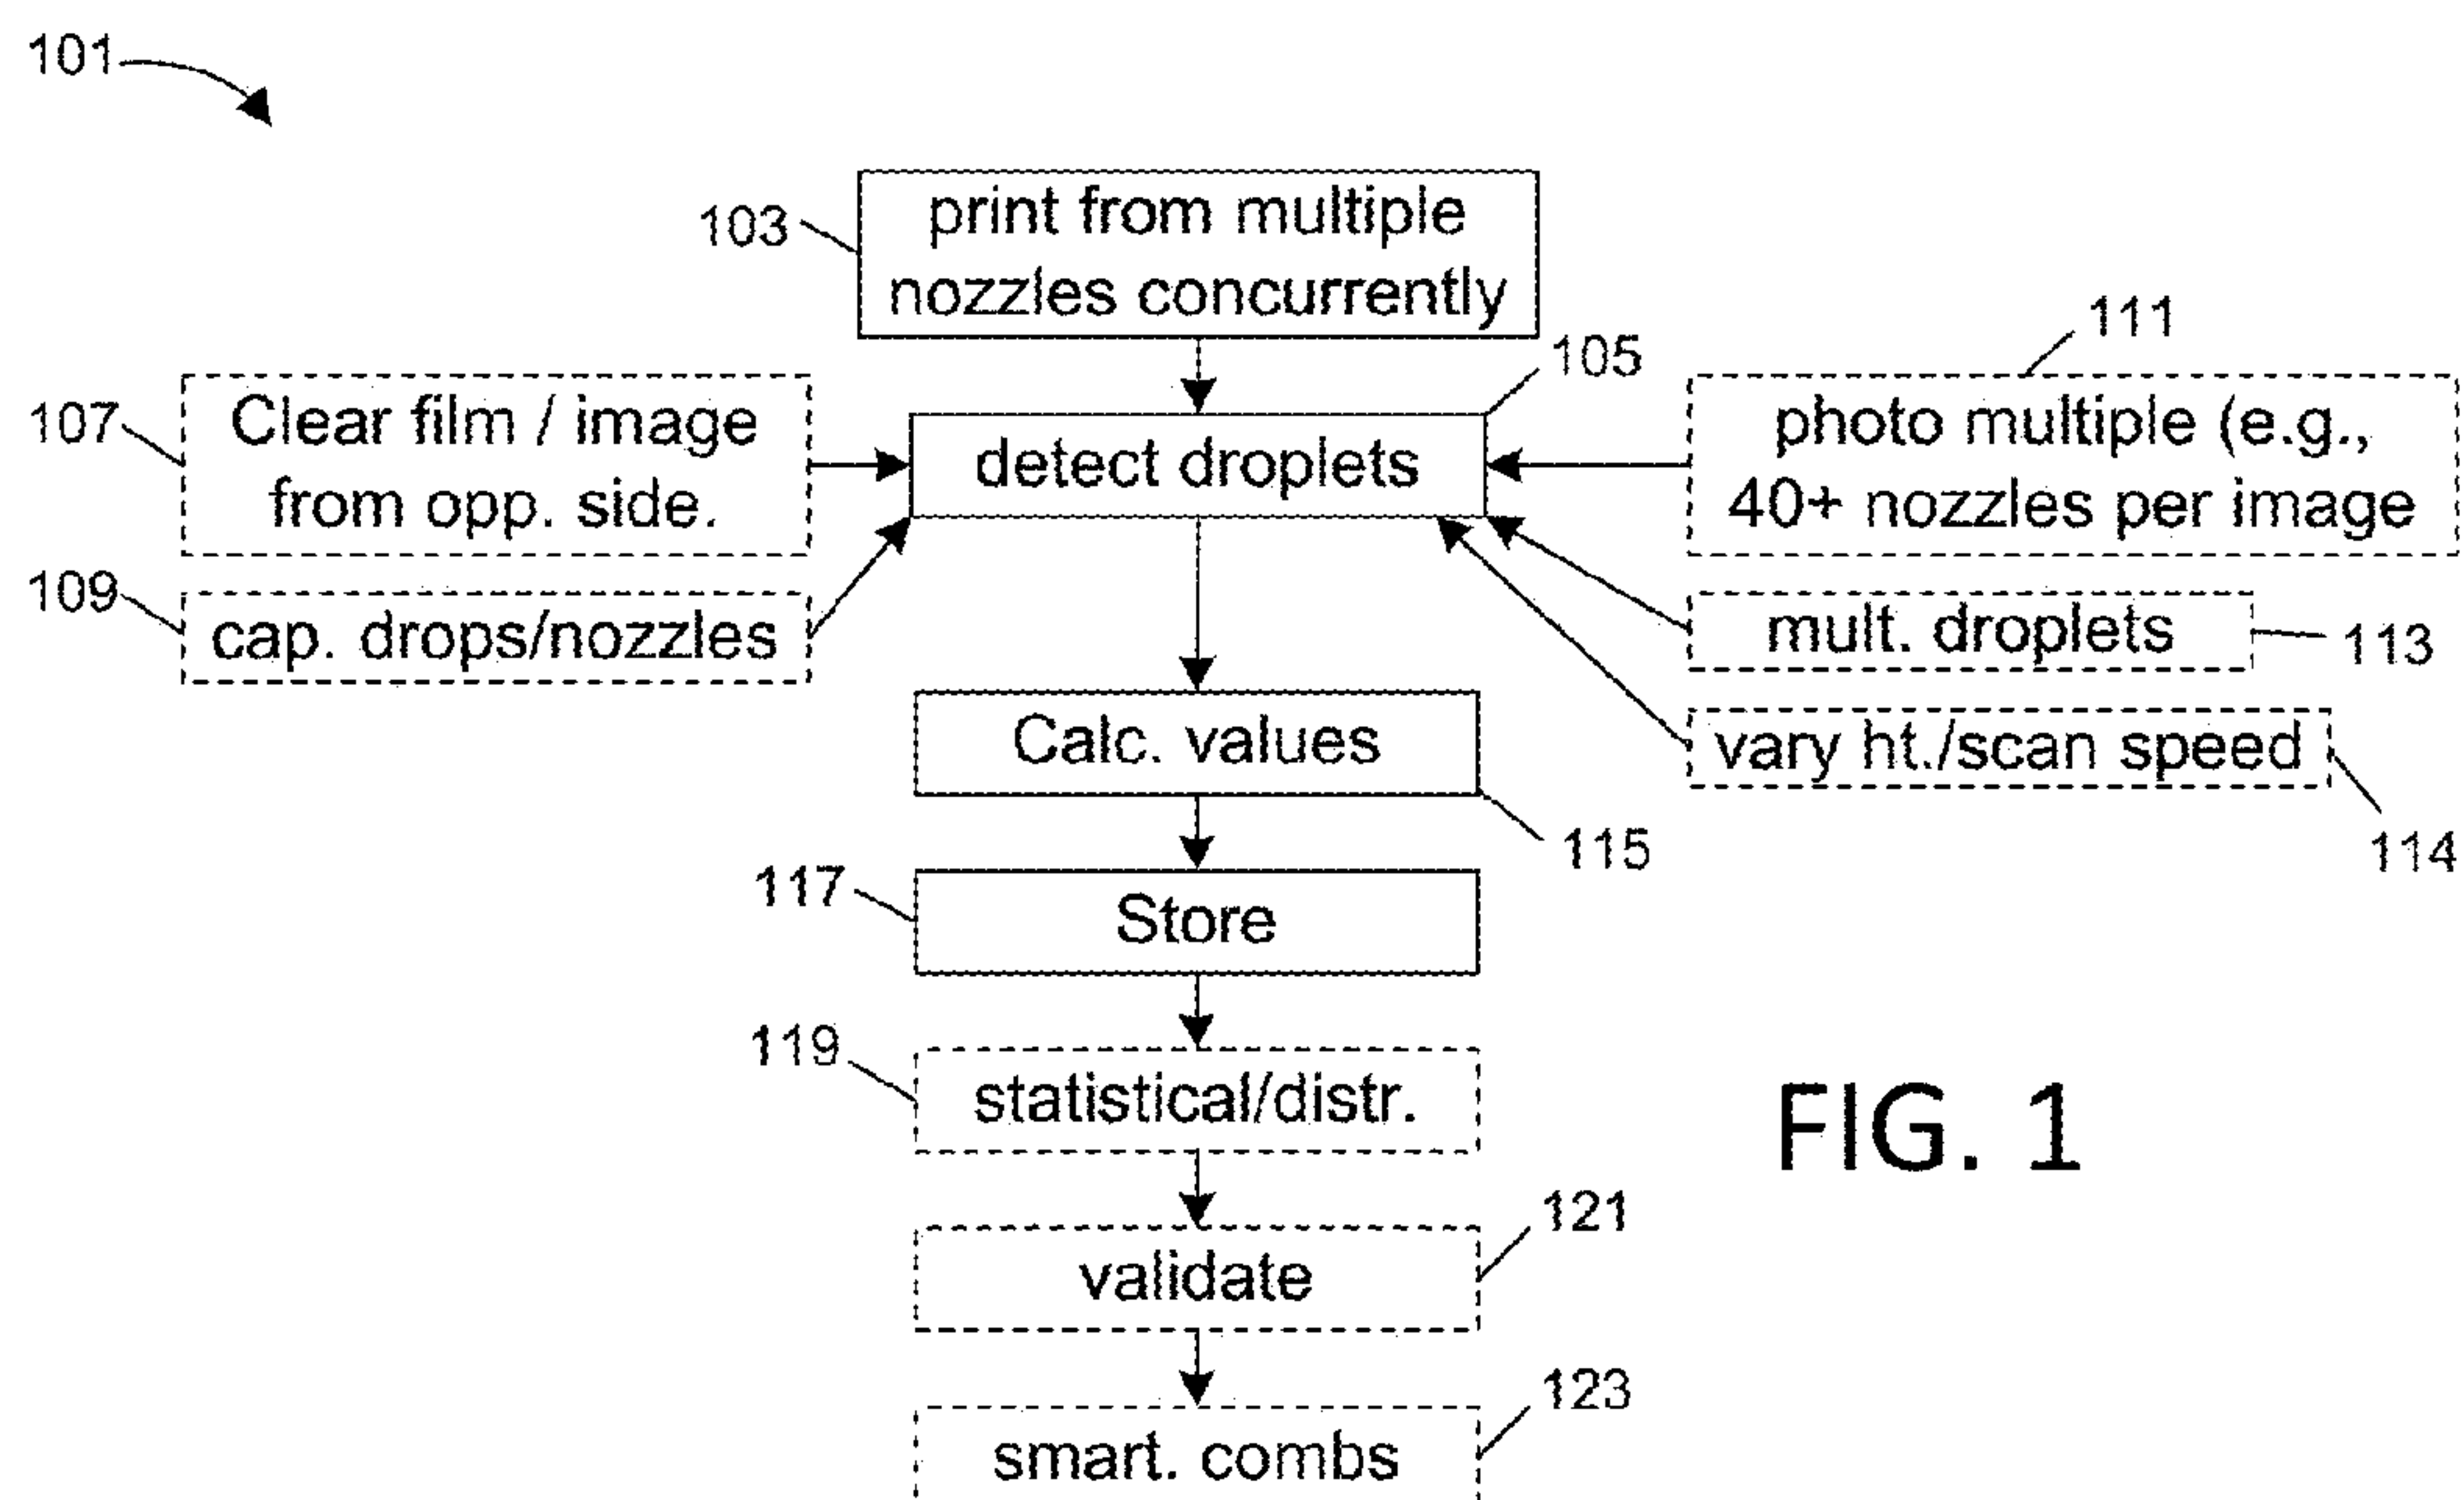 101
103
print from multiple
nozzles concurrently
111
105
107
Clear film / image
from opp. side.
detect droplets
photo multiple (e.g.,
40+ nozzles per image
109
cap. drops/nozzles
mult. droplets
113
Calc. values
vary ht./scan speed
115
114
117
Store
119
statistical/distr.
FIG. 1
121
validate
123
smart. combs